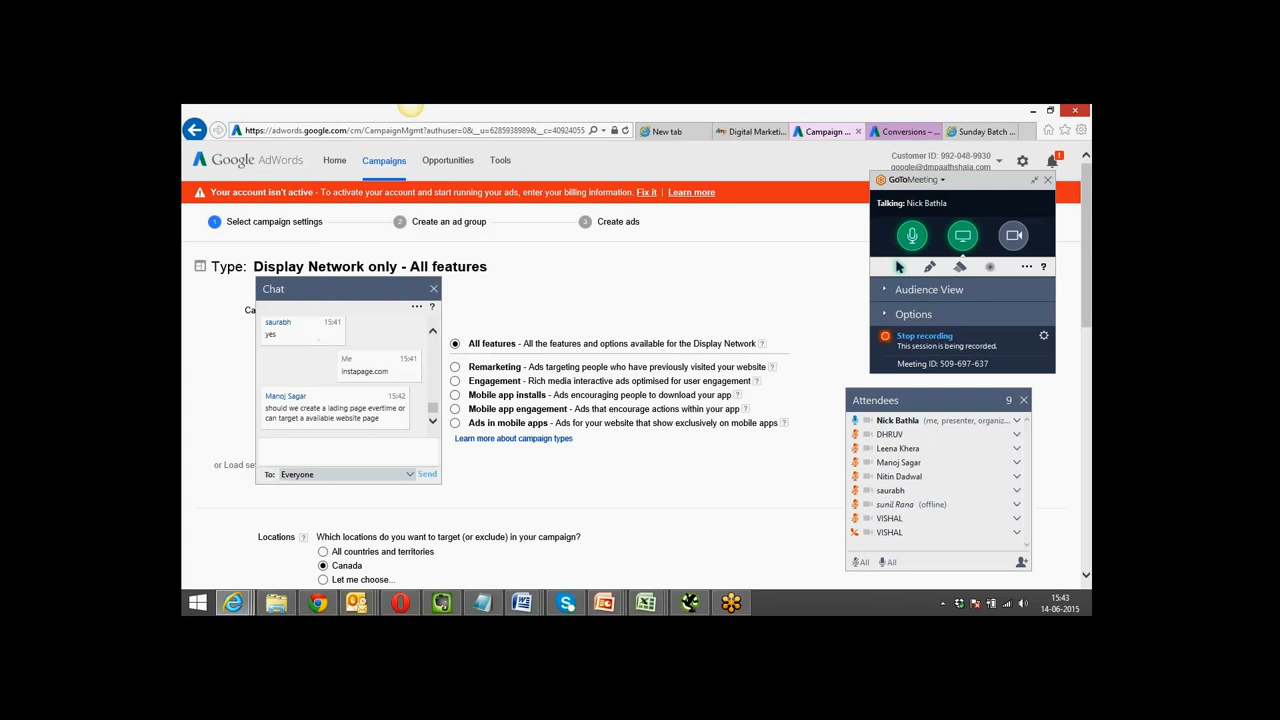 https://adwords.google.com/cm/CampaignMgmt?authuser=0&__u=6285938989&__c=40924055
New tab
Digital Marketi...
Campaign ...
Conversions – ...
Sunday Batch ...
Google AdWords
Home
Campaigns
Opportunities
Tools
Customer ID: 992-048-9930
google@dmpaathshala.com
Your account isn't active - To activate your account and start running your ads, enter your billing information. Fix it | Learn more
1 Select campaign settings
2 Create an ad group
3 Create ads
Type: Display Network only - All features
Ca
Chat
saurabh 15:41
yes
Me 15:41
instapage.com
Manoj Sagar 15:42
should we create a lading page evertime or
can target a available website page
To: Everyone
Send
or Load se
All features - All the features and options available for the Display Network ?
Remarketing - Ads targeting people who have previously visited your website ?
Engagement - Rich media interactive ads optimised for user engagement ?
Mobile app installs - Ads encouraging people to download your app ?
Mobile app engagement - Ads that encourage actions within your app ?
Ads in mobile apps - Ads for your website that show exclusively on mobile apps ?
Learn more about campaign types
Locations ? Which locations do you want to target (or exclude) in your campaign?
All countries and territories
Canada
Let me choose...
GoToMeeting
Talking: Nick Bathla
Audience View
Options
Stop recording
This session is being recorded.
Meeting ID: 509-697-637
Attendees 9
Nick Bathla (me, presenter, organiz...
DHRUV
Leena Khera
Manoj Sagar
Nitin Dadwal
saurabh
sunil Rana (offline)
VISHAL
VISHAL
All
All
15:43
14-06-2015